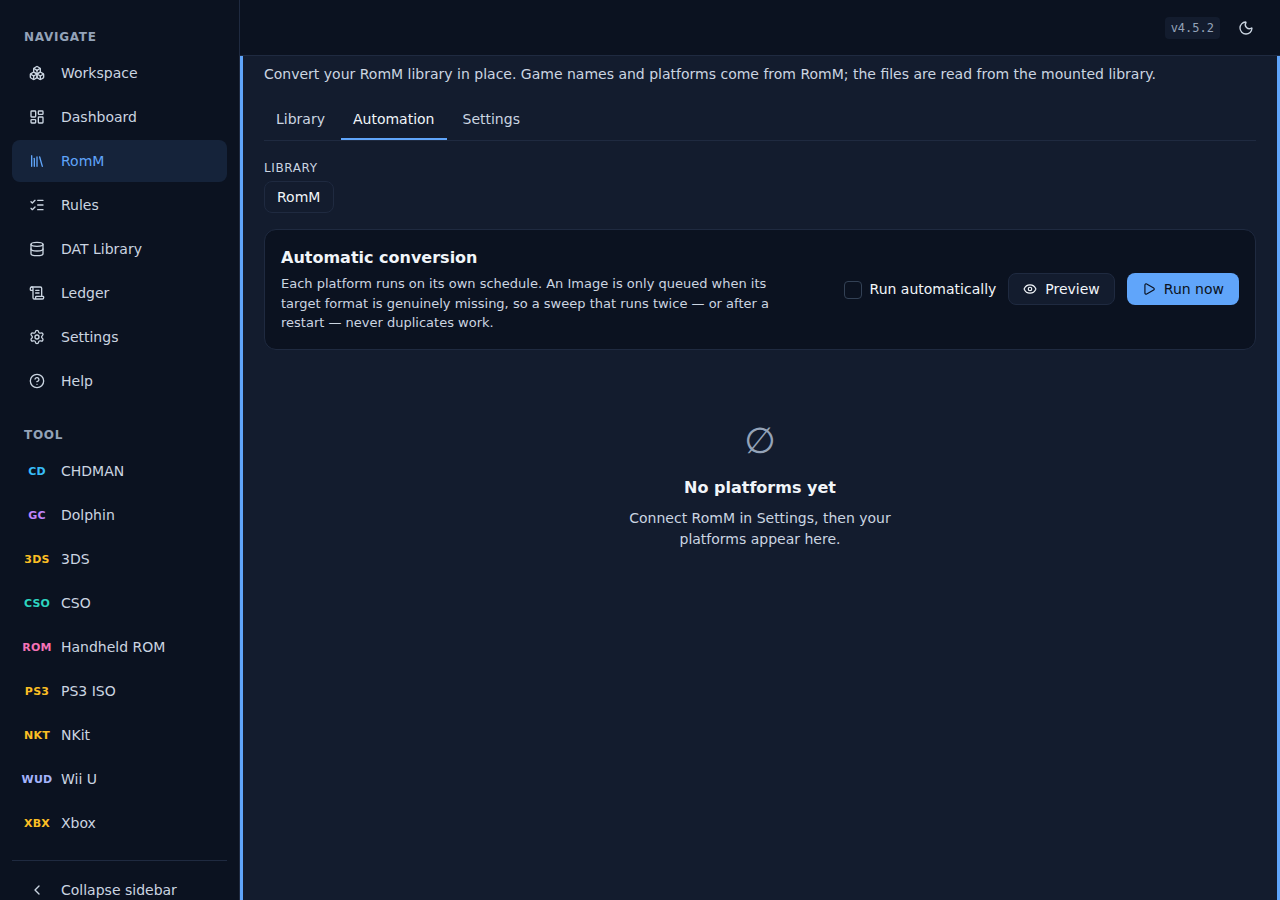 NAVIGATE
Workspace
Dashboard
RomM
Rules
DAT Library
Ledger
Settings
Help
TOOL
CD CHDMAN
GC Dolphin
3DS 3DS
CSO CSO
ROM Handheld ROM
PS3 PS3 ISO
NKT NKit
WUD Wii U
XBX Xbox
Collapse sidebar
v4.5.2
Convert your RomM library in place. Game names and platforms come from RomM; the files are read from the mounted library.
Library Automation Settings
LIBRARY
RomM
Automatic conversion
Each platform runs on its own schedule. An Image is only queued when its
target format is genuinely missing, so a sweep that runs twice — or after a
restart — never duplicates work.
Run automatically Preview Run now
∅
No platforms yet
Connect RomM in Settings, then your
platforms appear here.